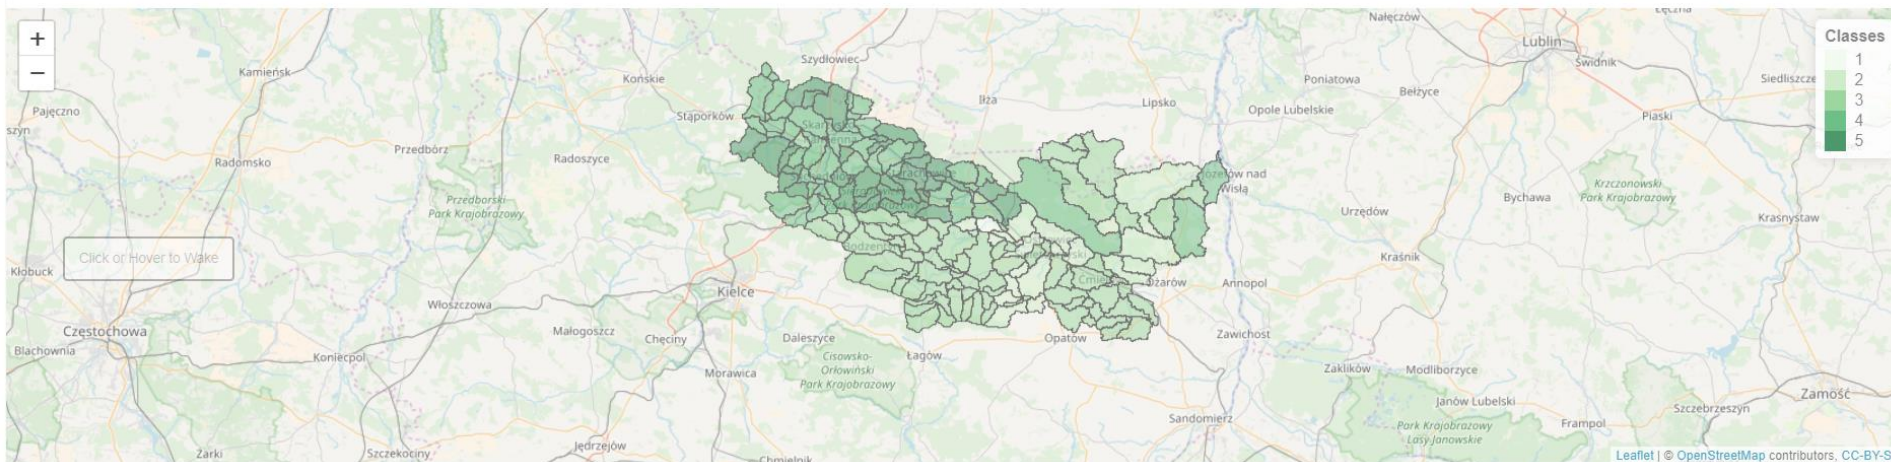 Nałęczów
Łęczna
+
Classes
Lublin
Szydłowiec
1
Świdnik
−
Kamieńsk
Końskie
Poniatowa
2
Siedliszcze
Bełżyce
Iłża
Lipsko
3
Pajęczno
Opole Lubelskie
Stąporków
Piaski
4
szyn
5
Przedbórz
Radoszyce
Radomsko
Wisłą
Krzczonowski
Park Krajobrazowy
Bychawa
Przedborski
Park Krajobrazowy
Urzędów
Krasnystaw
Click or Hover to Wake
Kraśnik
Kłobuck
Ożarów
Annopol
Kielce
Włoszczowa
Częstochowa
Małogoszcz
Chęciny
Daleszyce
Opatów
Zawichost
Blachownia
Koniecpol
Cisowsko-
Orłowiński
Park Krajobrazowy
Łagów
Morawica
Zaklików
Modliborzyce
Zamość
Janów Lubelski
Szczebrzeszyn
Sandomierz
Park Krajobrazowy
Lasy Janowskie
Frampol
Żarki
Szczekociny
Jędrzejów
Chmielnik
Leaflet | © OpenStreetMap contributors, CC-BY-S